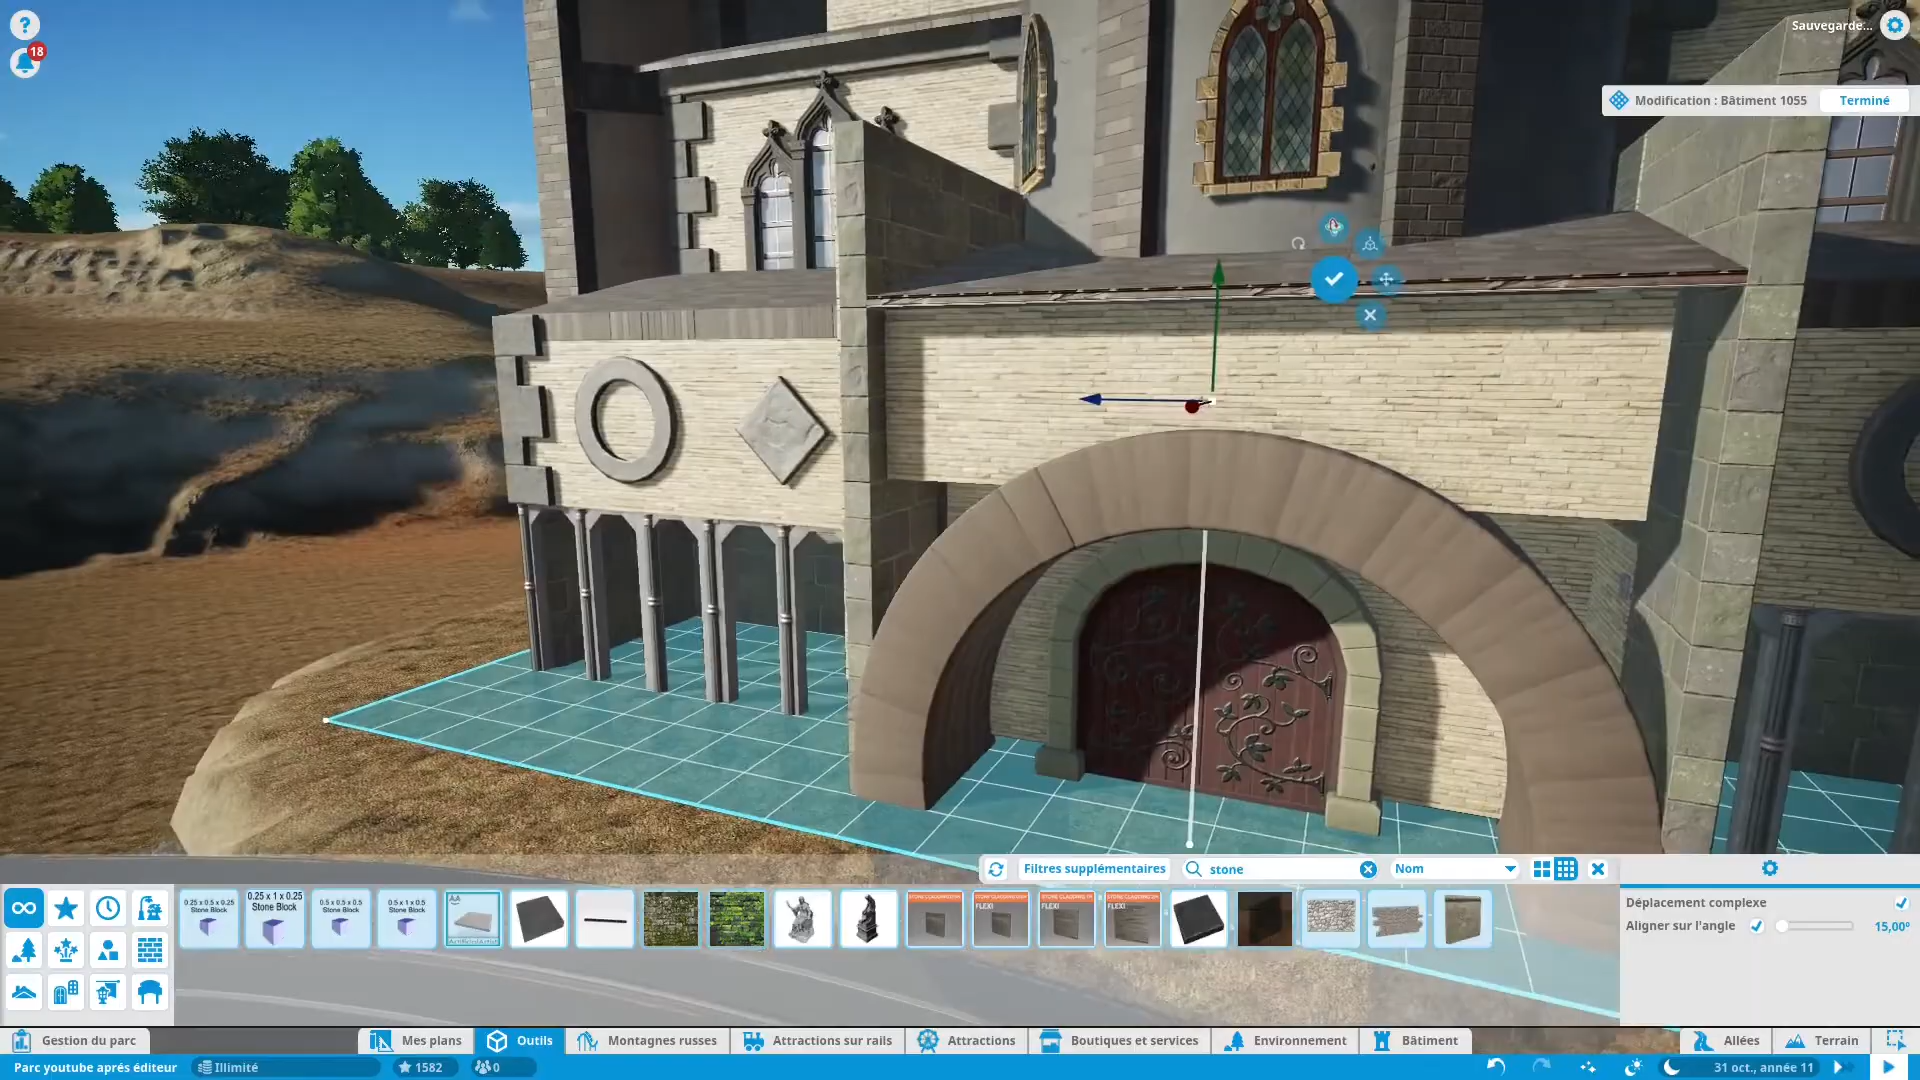 ?
18
Sauvegarde...
Modification : Bâtiment 1055
Terminé
Filtres supplémentaires
stone
Nom
Déplacement complexe
Aligner sur l'angle
15,00°
0.25 x 0.5 x 0.25
Stone Block
0.25 x 1 x 0.25
Stone Block
0.5 x 0.5 x 0.5
Stone Block
0.5 x 1 x 0.5
Stone Block
FLEXI
FLEXI
FLEXI
Gestion du parc
Mes plans
Outils
Montagnes russes
Attractions sur rails
Attractions
Boutiques et services
Environnement
Bâtiment
Allées
Terrain
Parc youtube aprés éditeur
Illimité
1582
0
31 oct., année 11